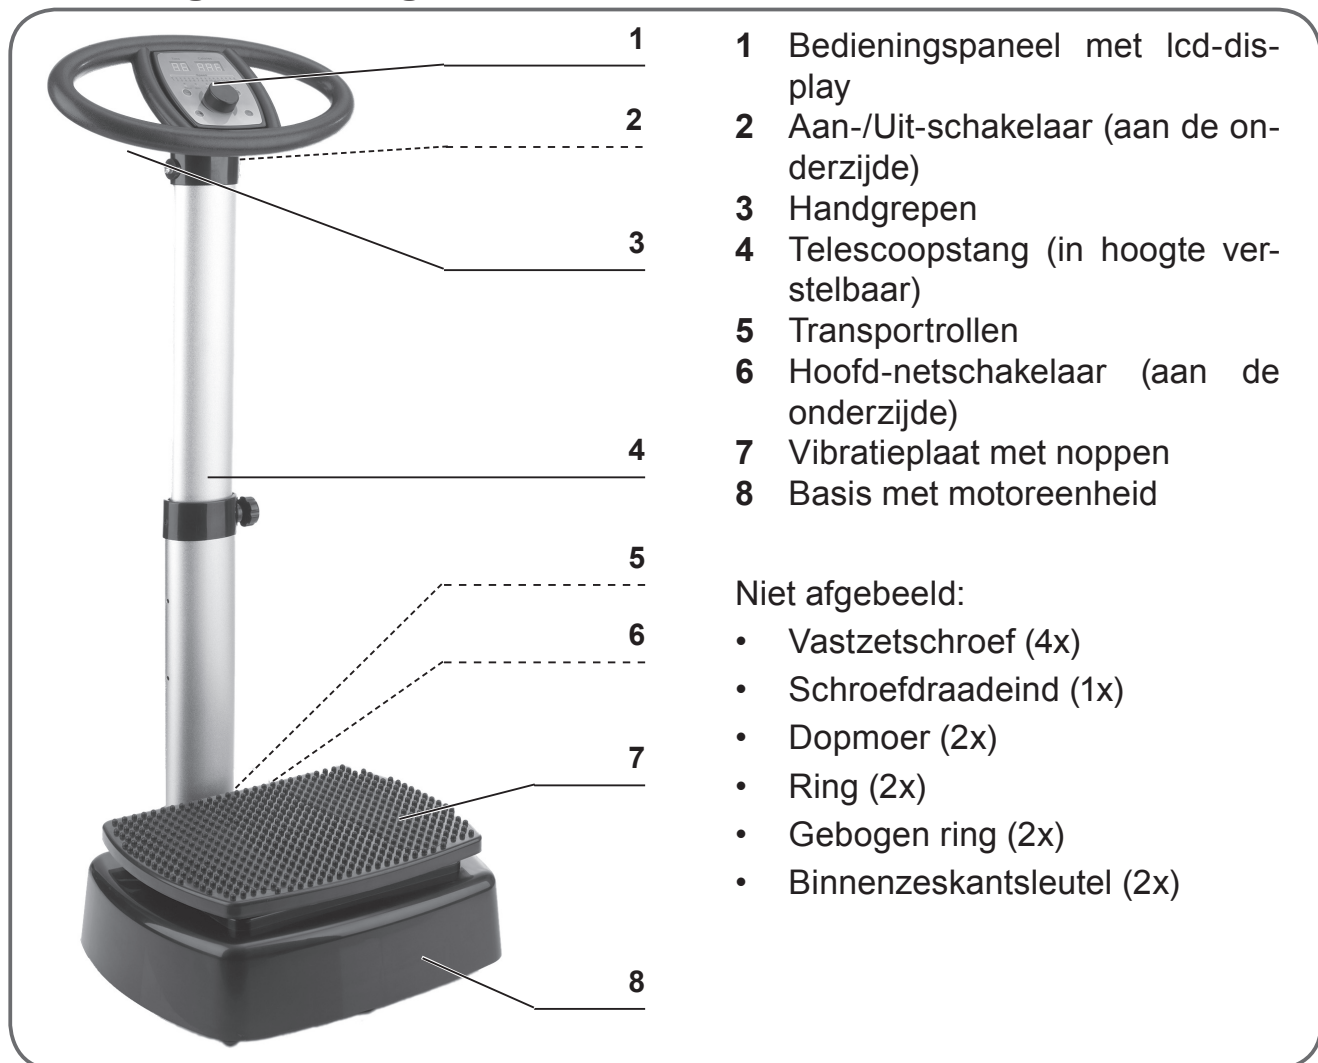 1
2
3
4
5
6
7
8
1 Bedieningspaneel met lcd-dis-
play
2 Aan-/Uit-schakelaar (aan de on-
derzijde)
3 Handgrepen
4 Telescoopstang (in hoogte ver-
stelbaar)
5 Transportrollen
6 Hoofd-netschakelaar (aan de
onderzijde)
7 Vibratieplaat met noppen
8 Basis met motoreenheid
Niet afgebeeld:
• Vastzetschroef (4x)
• Schroefdraadeind (1x)
• Dopmoer (2x)
• Ring (2x)
• Gebogen ring (2x)
• Binnenzeskantsleutel (2x)